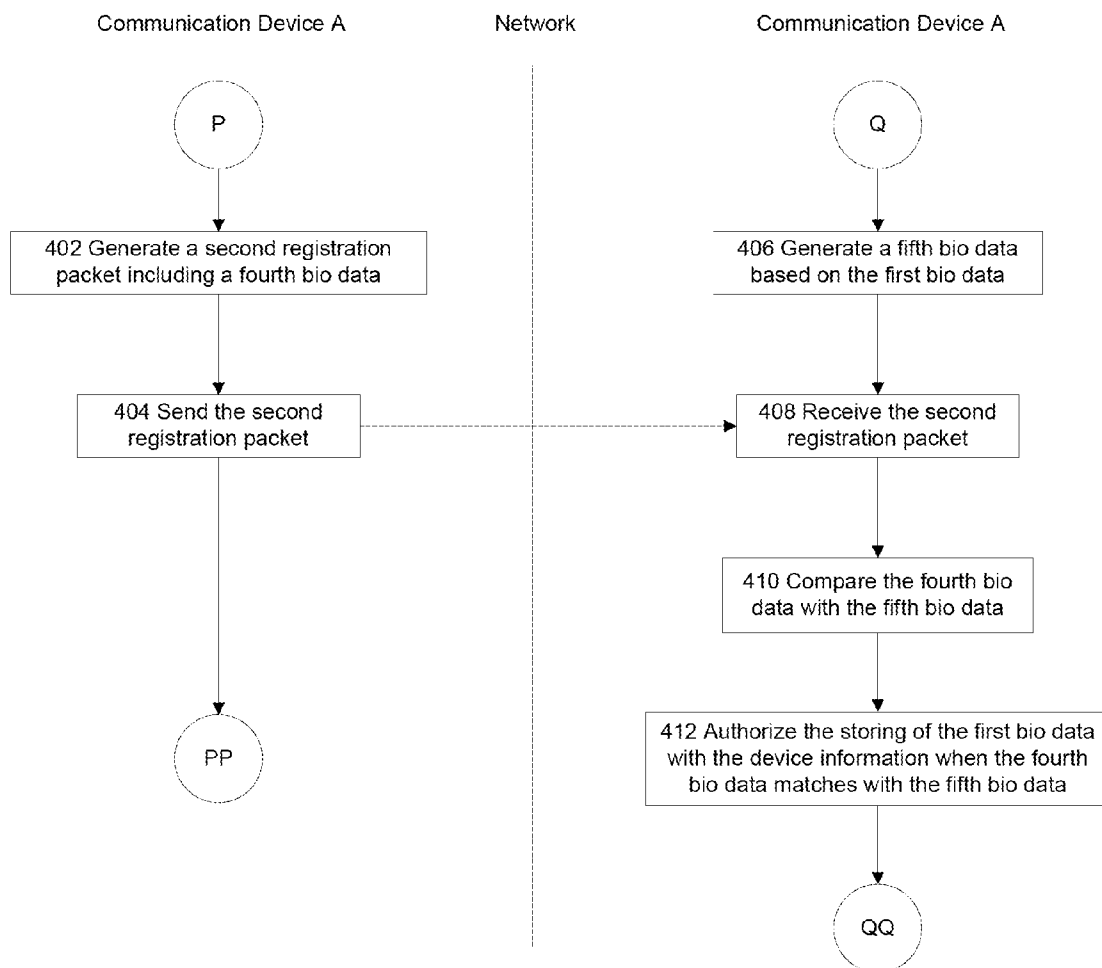 Communication Device A
Network
Communication Device A
P
Q
402 Generate a second registration
packet including a fourth bio data
406 Generate a fifth bio data
based on the first bio data
404 Send the second
registration packet
408 Receive the second
registration packet
410 Compare the fourth bio
data with the fifth bio data
412 Authorize the storing of the first bio data
with the device information when the fourth
bio data matches with the fifth bio data
PP
QQ